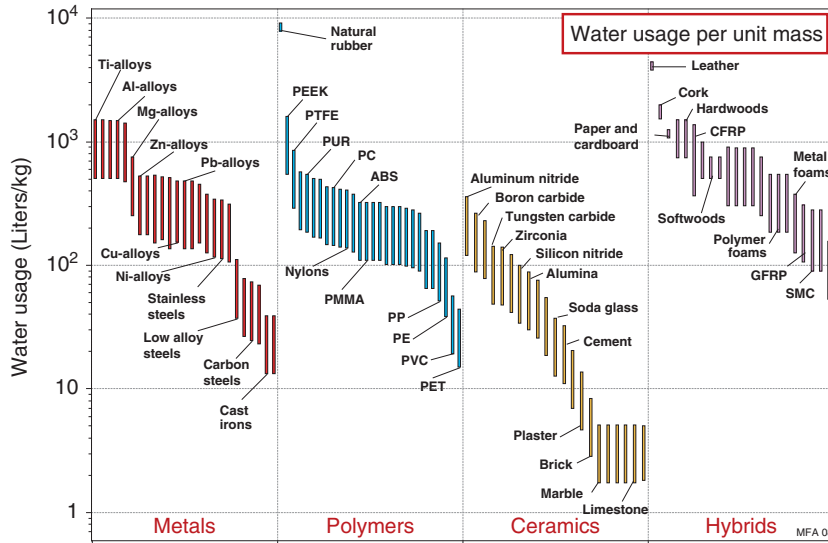 Water usage per unit mass
Water usage (Liters/kg)
10⁴
10³
10²
10
1
Ti-alloys
Al-alloys
Mg-alloys
Zn-alloys
Pb-alloys
Cu-alloys
Ni-alloys
Stainless
steels
Low alloy
steels
Carbon
steels
Cast
irons
Natural
rubber
PEEK
PTFE
PUR
PC
ABS
Nylons
PMMA
PP
PE
PVC
PET
Aluminum nitride
Boron carbide
Tungsten carbide
Zirconia
Silicon nitride
Alumina
Soda glass
Cement
Plaster
Brick
Marble
Limestone
Leather
Cork
Hardwoods
Paper and
cardboard
CFRP
Metal
foams
Softwoods
Polymer
foams
GFRP
SMC
Metals
Polymers
Ceramics
Hybrids
MFA 0